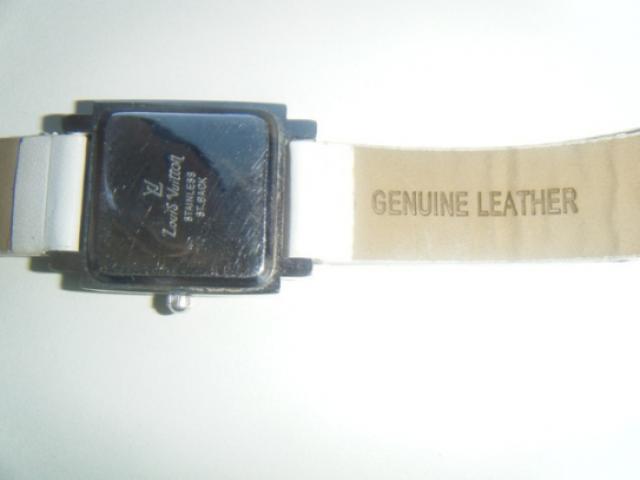 LV
Louis Vuitton
STAINLESS
ST. BACK
GENUINE LEATHER